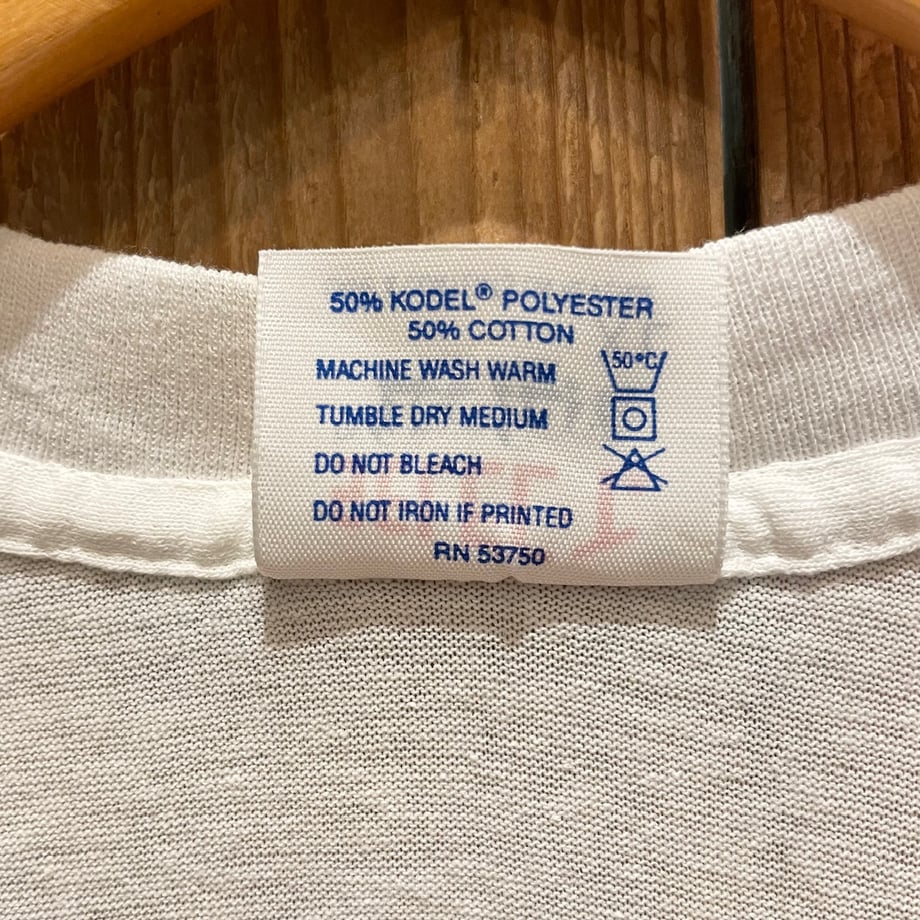 50% KODEL® POLYESTER
50% COTTON
MACHINE WASH WARM
50°C
TUMBLE DRY MEDIUM
DO NOT BLEACH
DO NOT IRON IF PRINTED
RN 53750